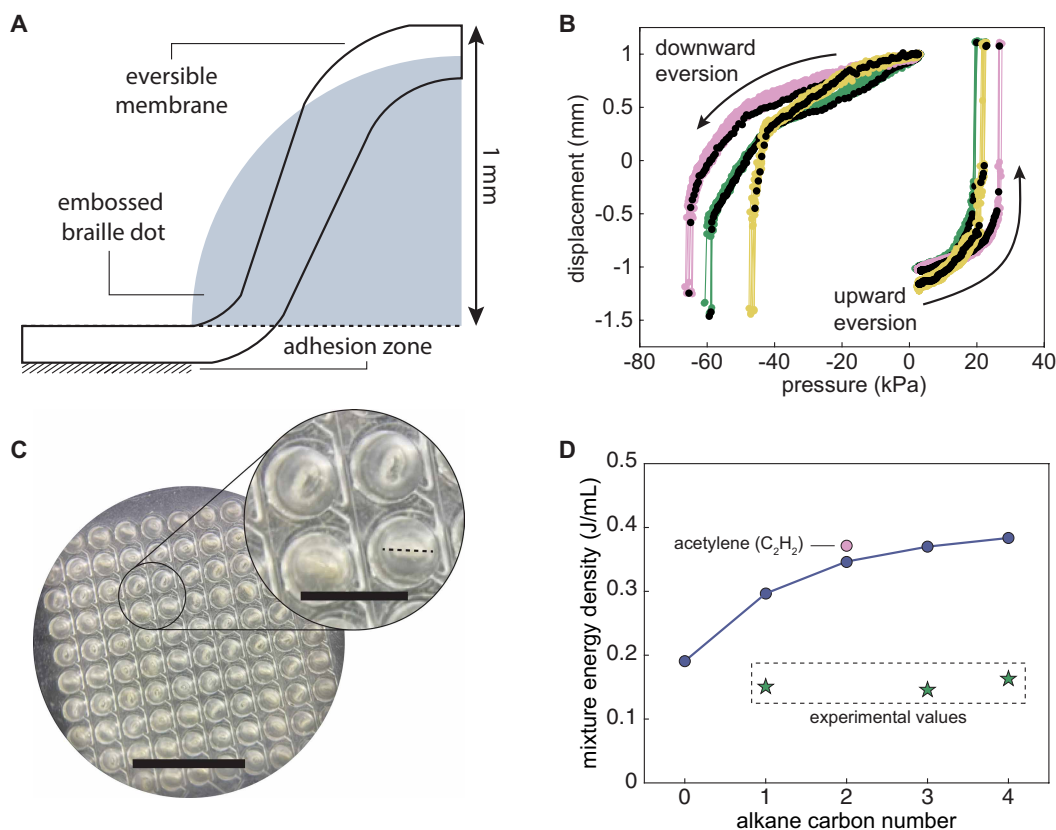 A
eversible
membrane
embossed
braille dot
adhesion zone
1 mm
B
downward
eversion
upward
eversion
displacement (mm)
1
0.5
0
-0.5
-1
-1.5
-80 -60 -40 -20 0 20 40
pressure (kPa)
C
D
mixture energy density (J/mL)
0.5
0.4
0.3
0.2
0.1
0
acetylene (C₂H₂)
experimental values
0 1 2 3 4
alkane carbon number